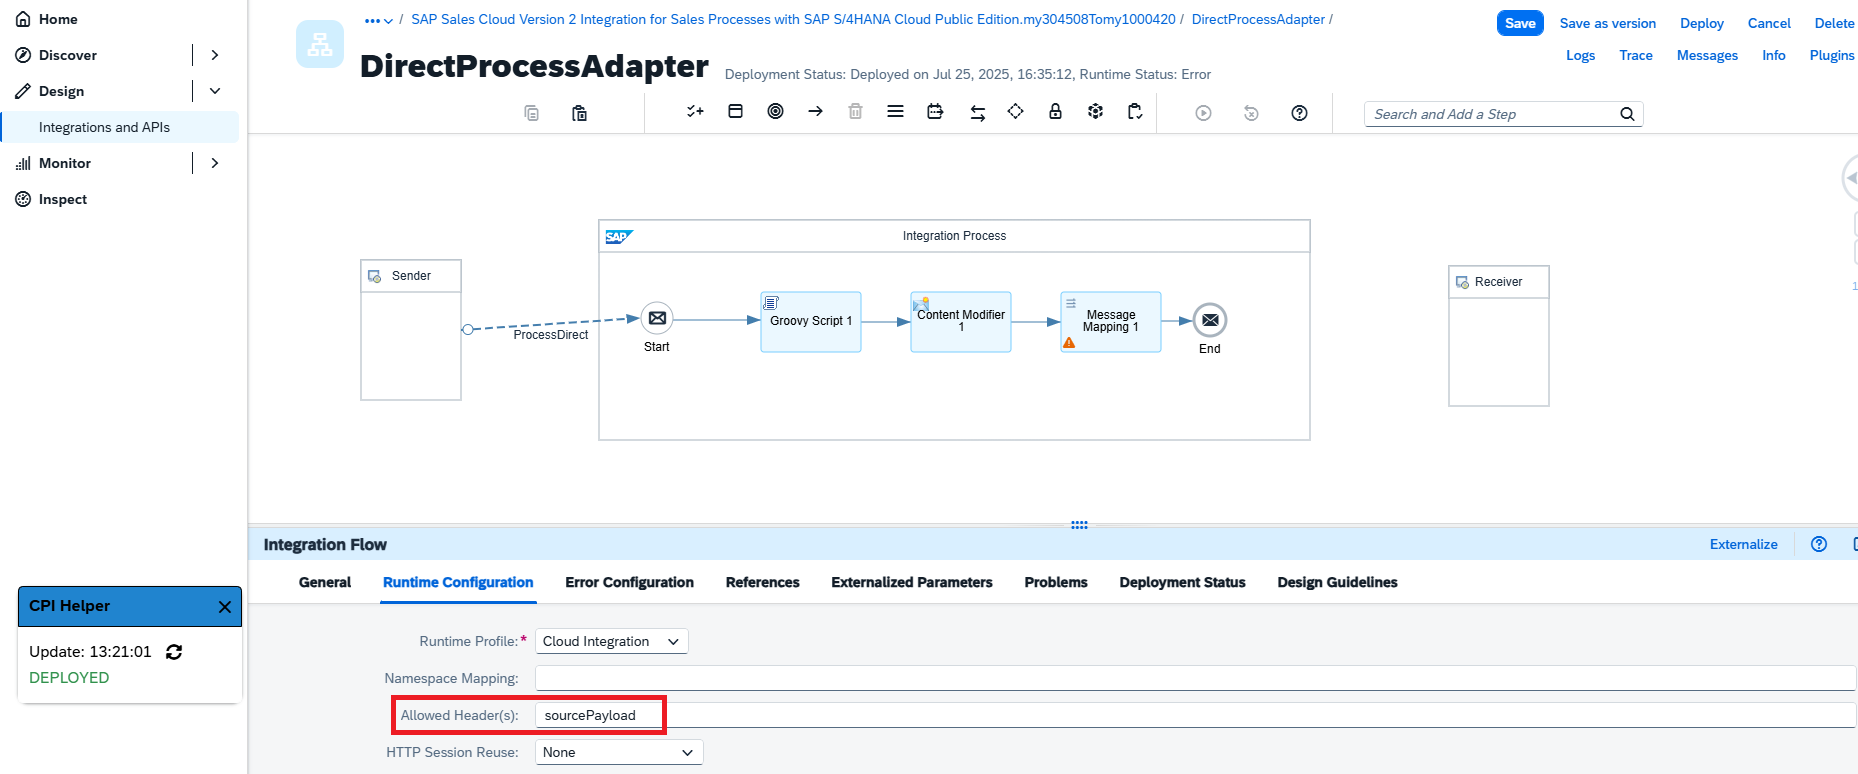 Home
Discover
Design
Integrations and APIs
Monitor
Inspect
CPI Helper
Update: 13:21:01
DEPLOYED
••• / SAP Sales Cloud Version 2 Integration for Sales Processes with SAP S/4HANA Cloud Public Edition.my304508Tomy1000420 / DirectProcessAdapter /
DirectProcessAdapter
Deployment Status: Deployed on Jul 25, 2025, 16:35:12, Runtime Status: Error
Save Save as version Deploy Cancel Delete
Logs Trace Messages Info Plugins
Search and Add a Step
SAP
Integration Process
Sender
ProcessDirect
Start
Groovy Script 1
Content Modifier
1
Message
Mapping 1
End
Receiver
1
Integration Flow
Externalize
General Runtime Configuration Error Configuration References Externalized Parameters Problems Deployment Status Design Guidelines
Runtime Profile:* Cloud Integration
Namespace Mapping:
Allowed Header(s): sourcePayload
HTTP Session Reuse: None